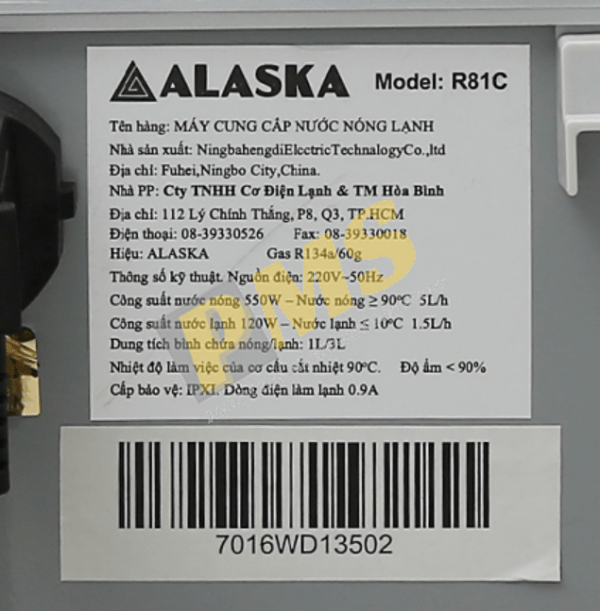 ALASKA Model: R81C
Tên hàng: MÁY CUNG CẤP NƯỚC NÓNG LẠNH
Nhà sản xuất: NingbahengdiElectricTechnalogyCo.,ltd
Địa chỉ: Fuhei,Ningbo City,China.
Nhà PP: Cty TNHH Cơ Điện Lạnh & TM Hòa Bình
Địa chỉ: 112 Lý Chính Thắng, P8, Q3, TP.HCM
Điện thoại: 08-39330526 Fax: 08-39330018
Hiệu: ALASKA Gas R134a/60g
Thông số kỹ thuật. Nguồn điện: 220V~50Hz
Công suất nước nóng 550W – Nước nóng ≥ 90°C 5L/h
Công suất nước lạnh 120W – Nước lạnh ≤ 10°C 1.5L/h
Dung tích bình chứa nóng/lạnh: 1L/3L
Nhiệt độ làm việc của cơ cấu cắt nhiệt 90°C. Độ ẩm < 90%
Cấp bảo vệ: IPXI. Dòng điện làm lạnh 0.9A
PMS
7016WD13502